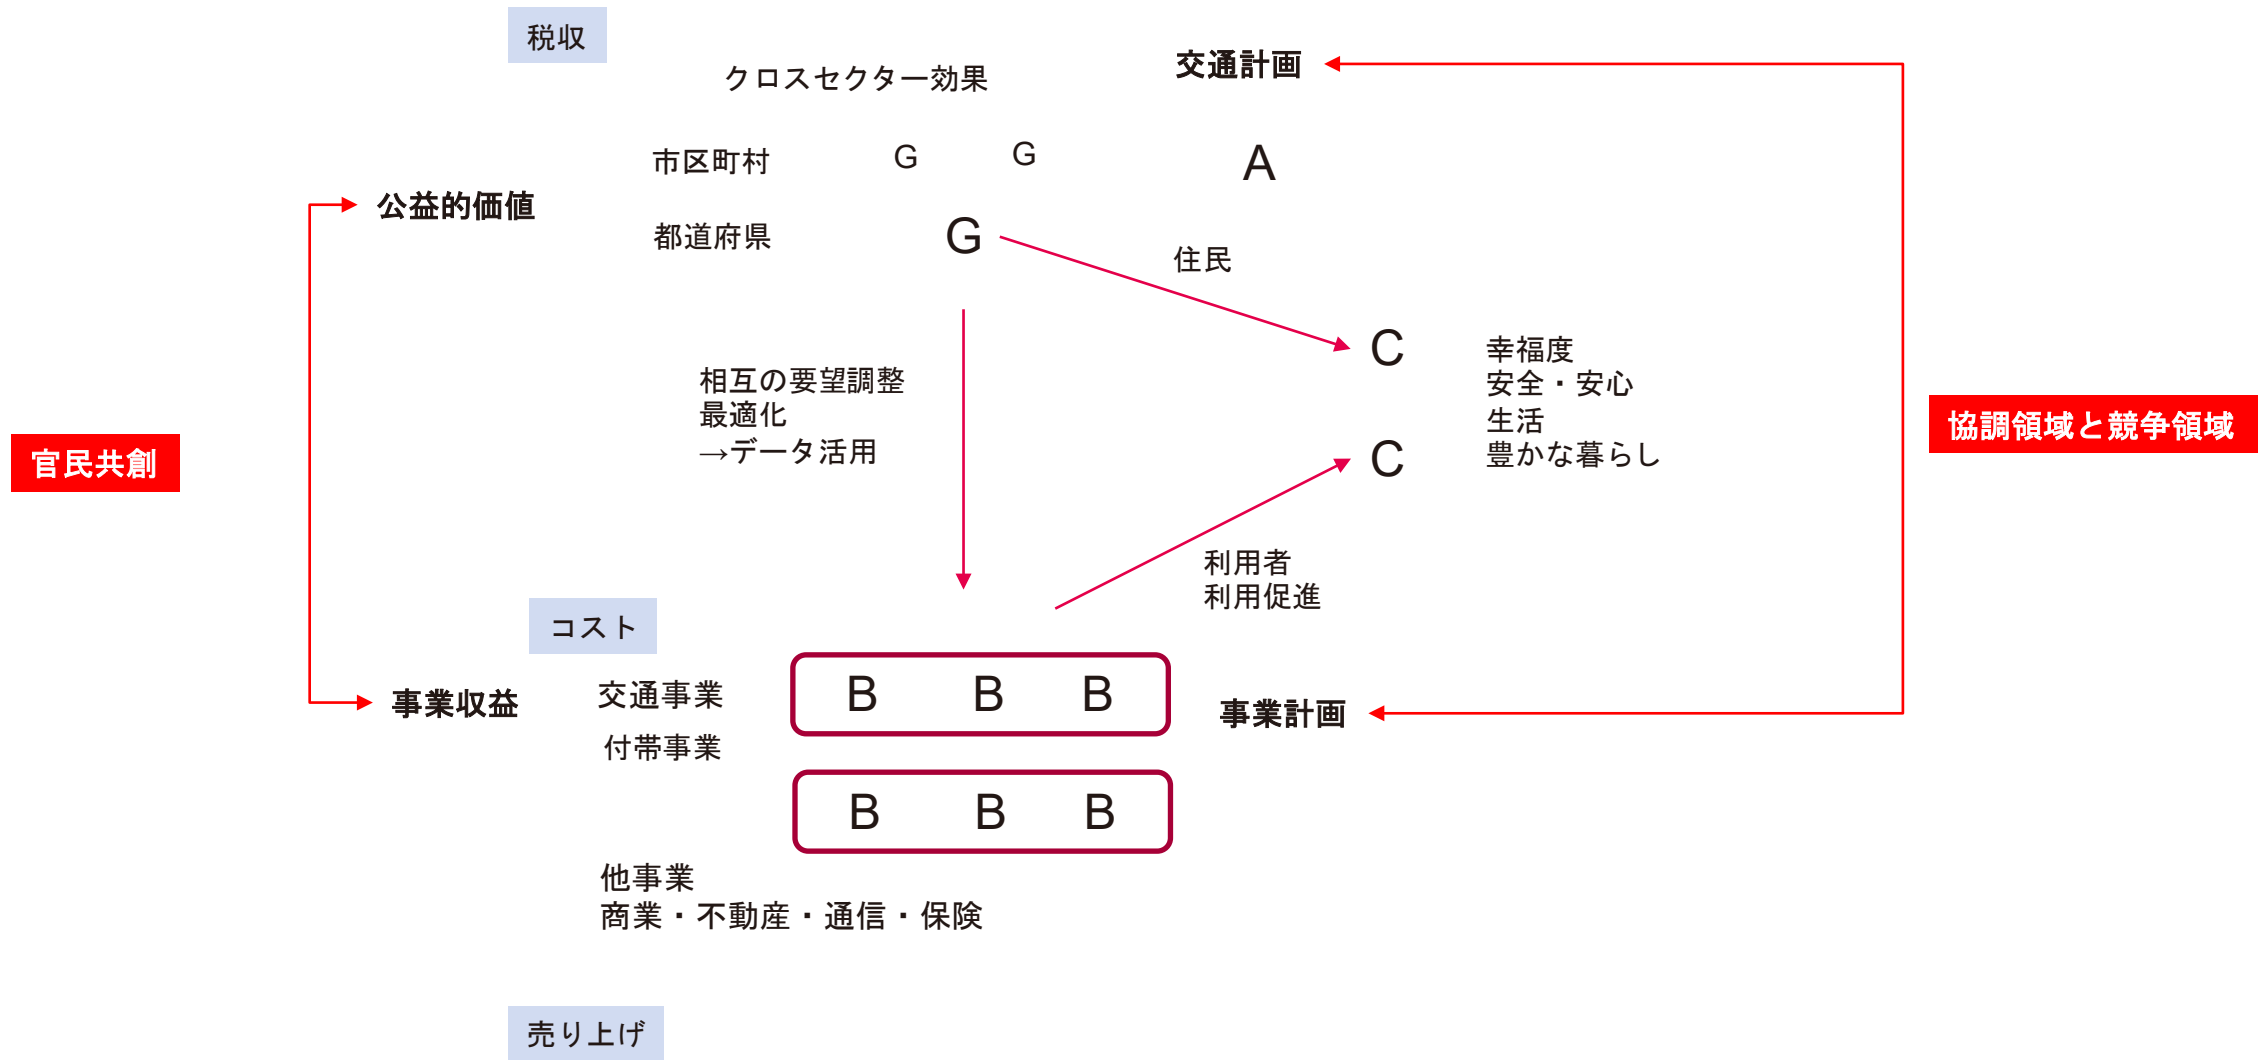 税収
クロスセクター効果
交通計画
市区町村
G
G
A
公益的価値
都道府県
G
住民
C
幸福度
安全・安心
生活
豊かな暮らし
C
相互の要望調整
最適化
→データ活用
協調領域と競争領域
官民共創
利用者
利用促進
コスト
事業収益
交通事業
B B B
事業計画
付帯事業
B B B
他事業
商業・不動産・通信・保険
売り上げ